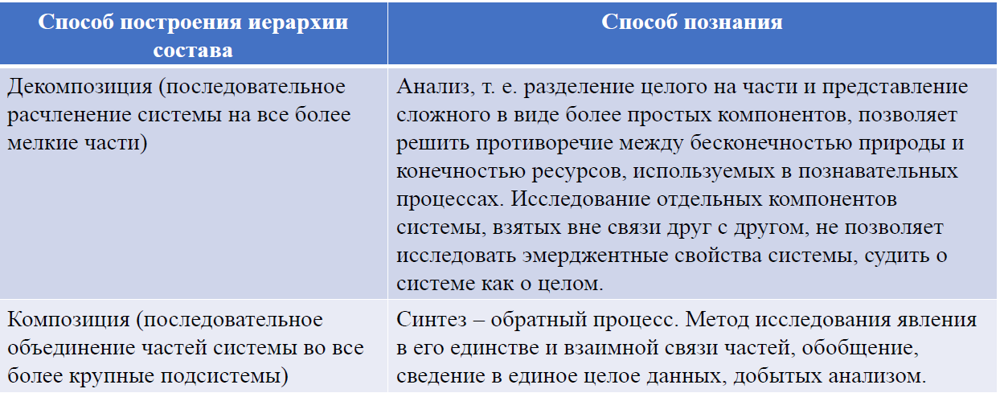 Способ построения иерархии
состава
Способ познания
Декомпозиция (последовательное
расчленение системы на все более
мелкие части)
Анализ, т. е. разделение целого на части и представление
сложного в виде более простых компонентов, позволяет
решить противоречие между бесконечностью природы и
конечностью ресурсов, используемых в познавательных
процессах. Исследование отдельных компонентов
системы, взятых вне связи друг с другом, не позволяет
исследовать эмерджентные свойства системы, судить о
системе как о целом.
Композиция (последовательное
объединение частей системы во все
более крупные подсистемы)
Синтез – обратный процесс. Метод исследования явления
в его единстве и взаимной связи частей, обобщение,
сведение в единое целое данных, добытых анализом.